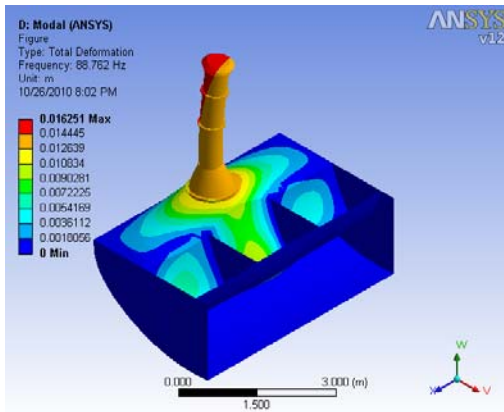 D: Modal (ANSYS)
Figure
Type: Total Deformation
Frequency: 88.762 Hz
Unit: m
10/26/2010 8:02 PM
ANSYS
v12
0.016251 Max
0.014445
0.012639
0.010834
0.0090281
0.0072225
0.0054169
0.0036112
0.0018056
0 Min
0.000
3.000 (m)
1.500
W
X
V